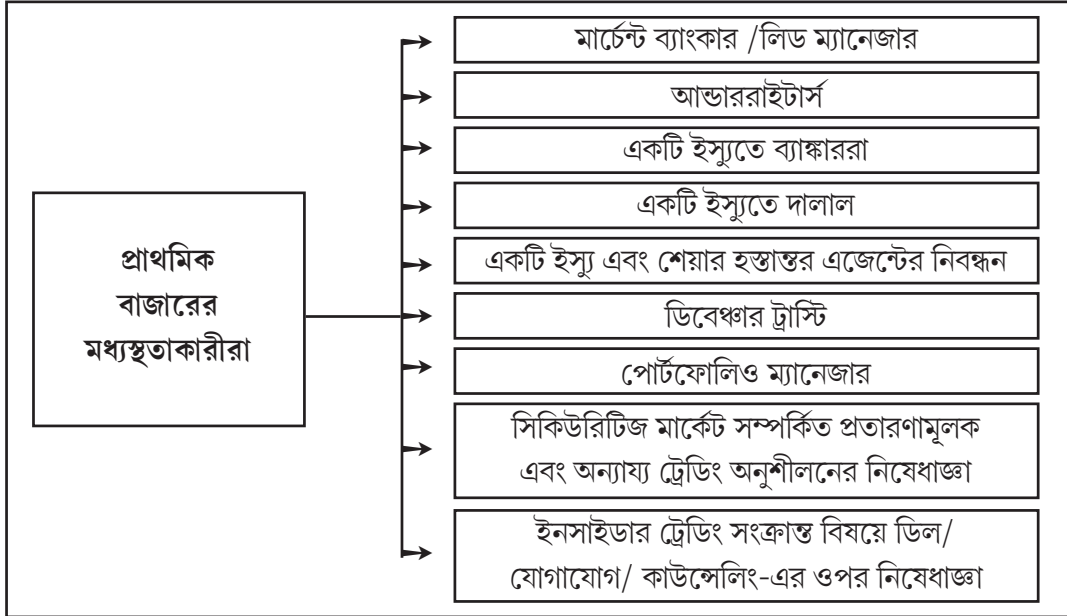 প্রাথমিক
বাজারের
মধ্যস্থতাকারীরা
মার্চেন্ট ব্যাংকার /লিড ম্যানেজার
আন্ডাররাইটার্স
একটি ইস্যুতে ব্যাঙ্কাররা
একটি ইস্যুতে দালাল
একটি ইস্যু এবং শেয়ার হস্তান্তর এজেন্টের নিবন্ধন
ডিবেঞ্চার ট্রাস্টি
পোর্টফোলিও ম্যানেজার
সিকিউরিটিজ মার্কেট সম্পর্কিত প্রতারণামূলক
এবং অন্যায্য ট্রেডিং অনুশীলনের নিষেধাজ্ঞা
ইনসাইডার ট্রেডিং সংক্রান্ত বিষয়ে ডিল/
যোগাযোগ/ কাউন্সেলিং-এর ওপর নিষেধাজ্ঞা